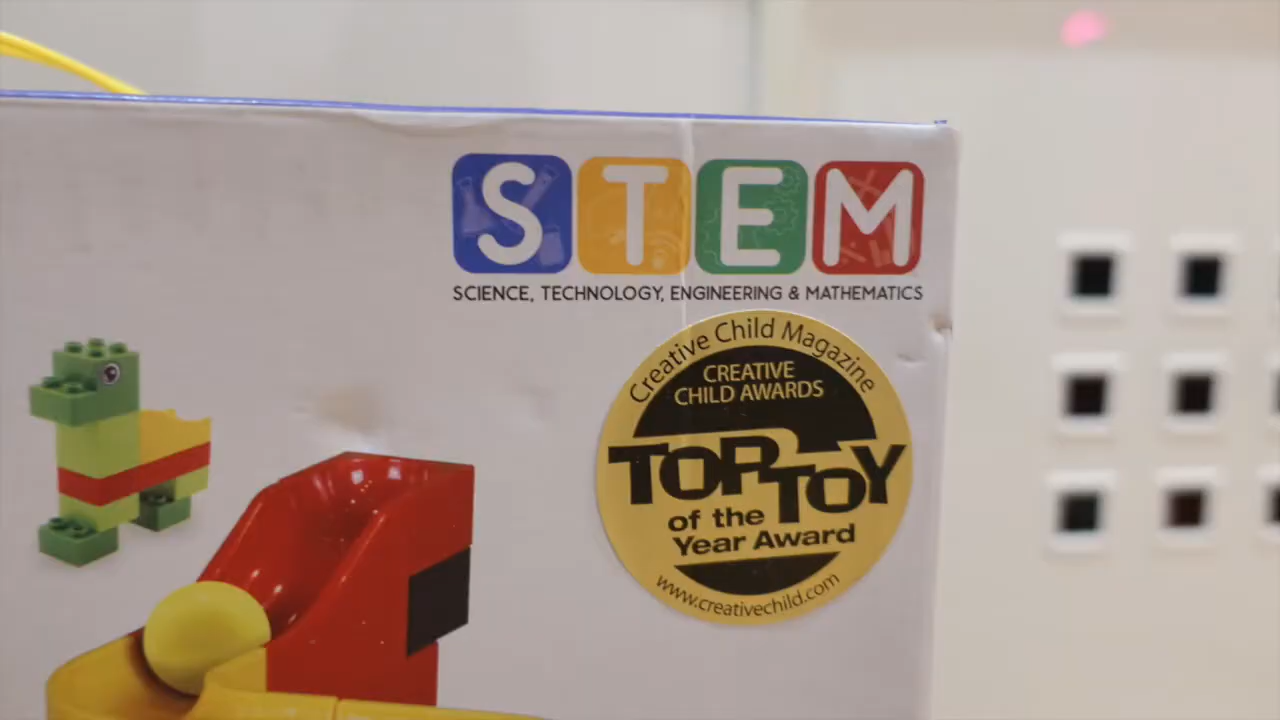 STEM
SCIENCE, TECHNOLOGY, ENGINEERING & MATHEMATICS
Creative Child Magazine
CREATIVE
CHILD AWARDS
TOP TOY
of the
Year Award
www.creativechild.com